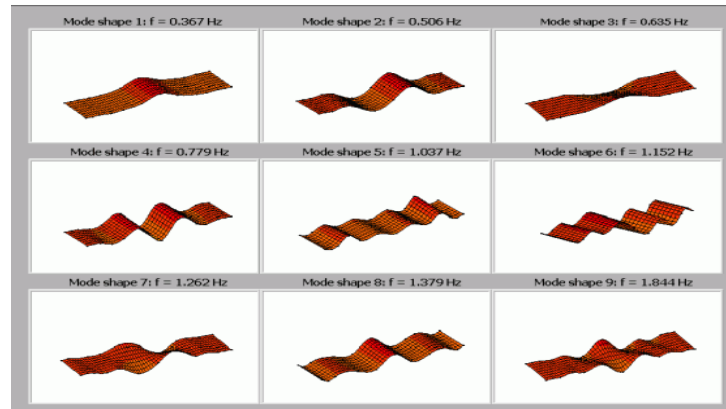 Mode shape 1: f = 0.367 Hz
Mode shape 2: f = 0.506 Hz
Mode shape 3: f = 0.635 Hz
Mode shape 4: f = 0.779 Hz
Mode shape 5: f = 1.037 Hz
Mode shape 6: f = 1.152 Hz
Mode shape 7: f = 1.262 Hz
Mode shape 8: f = 1.379 Hz
Mode shape 9: f = 1.844 Hz